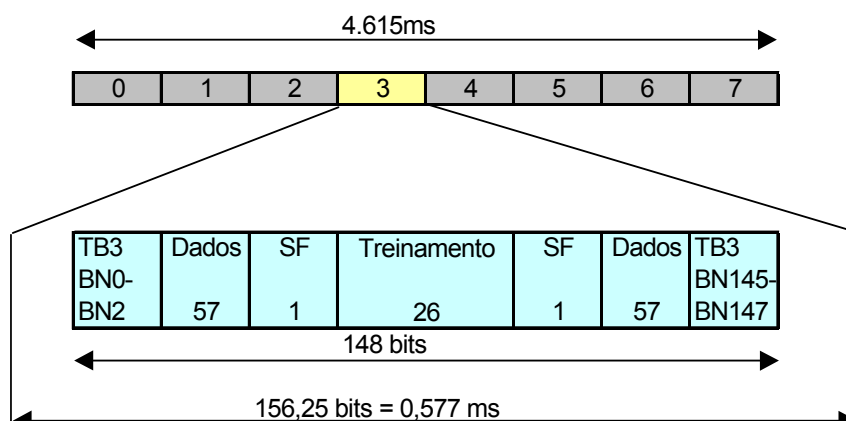 4.615ms
0 1 2 3 4 5 6 7
TB3 Dados SF Treinamento SF Dados TB3
BN0- BN145-
BN2 57 1 26 1 57 BN147
148 bits
156,25 bits = 0,577 ms